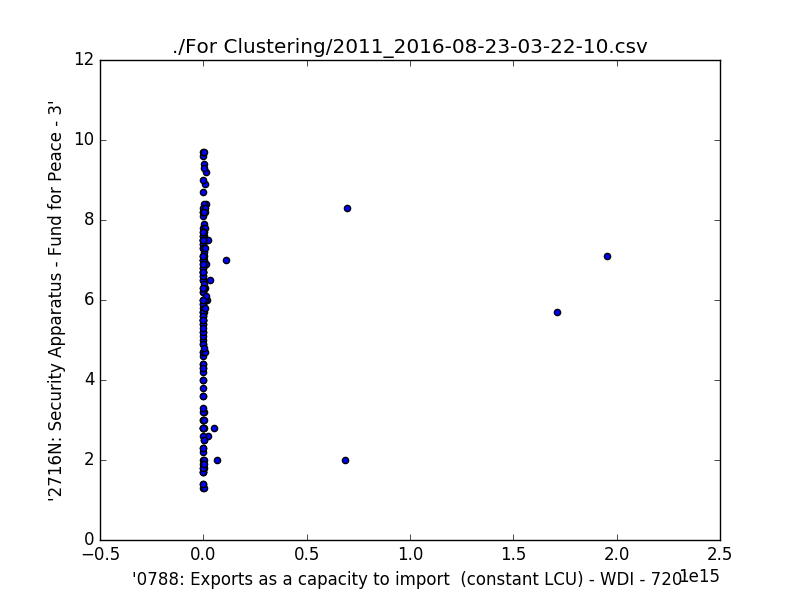 ./For Clustering/2011_2016-08-23-03-22-10.csv
12
10
8
6
4
2
0
'2716N: Security Apparatus - Fund for Peace - 3'
−0.5 0.0 0.5 1.0 1.5 2.0 2.5
1e15
'0788: Exports as a capacity to import  (constant LCU) - WDI - 720